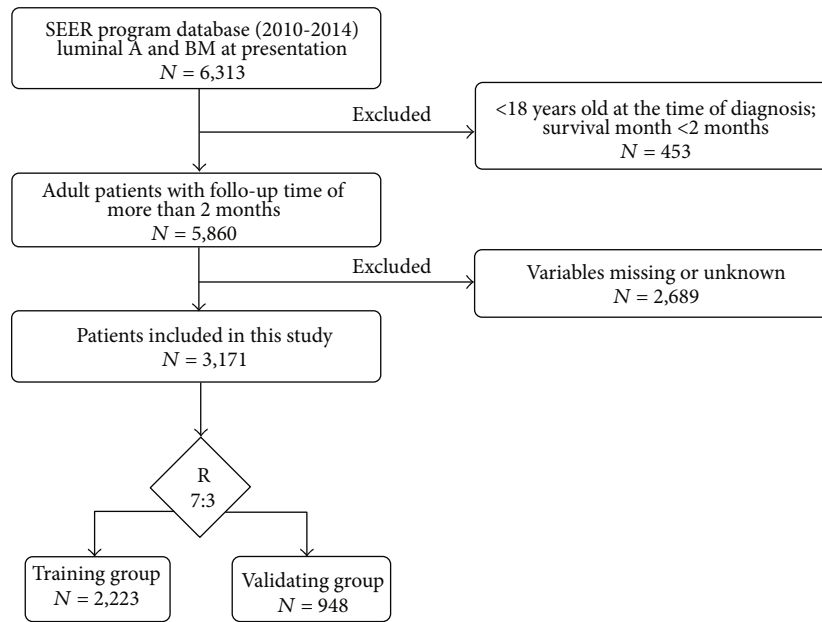 SEER program database (2010-2014)
luminal A and BM at presentation
N = 6,313
Excluded
<18 years old at the time of diagnosis;
survival month <2 months
N = 453
Adult patients with follo-up time of
more than 2 months
N = 5,860
Excluded
Variables missing or unknown
N = 2,689
Patients included in this study
N = 3,171
R
7:3
Training group
N = 2,223
Validating group
N = 948